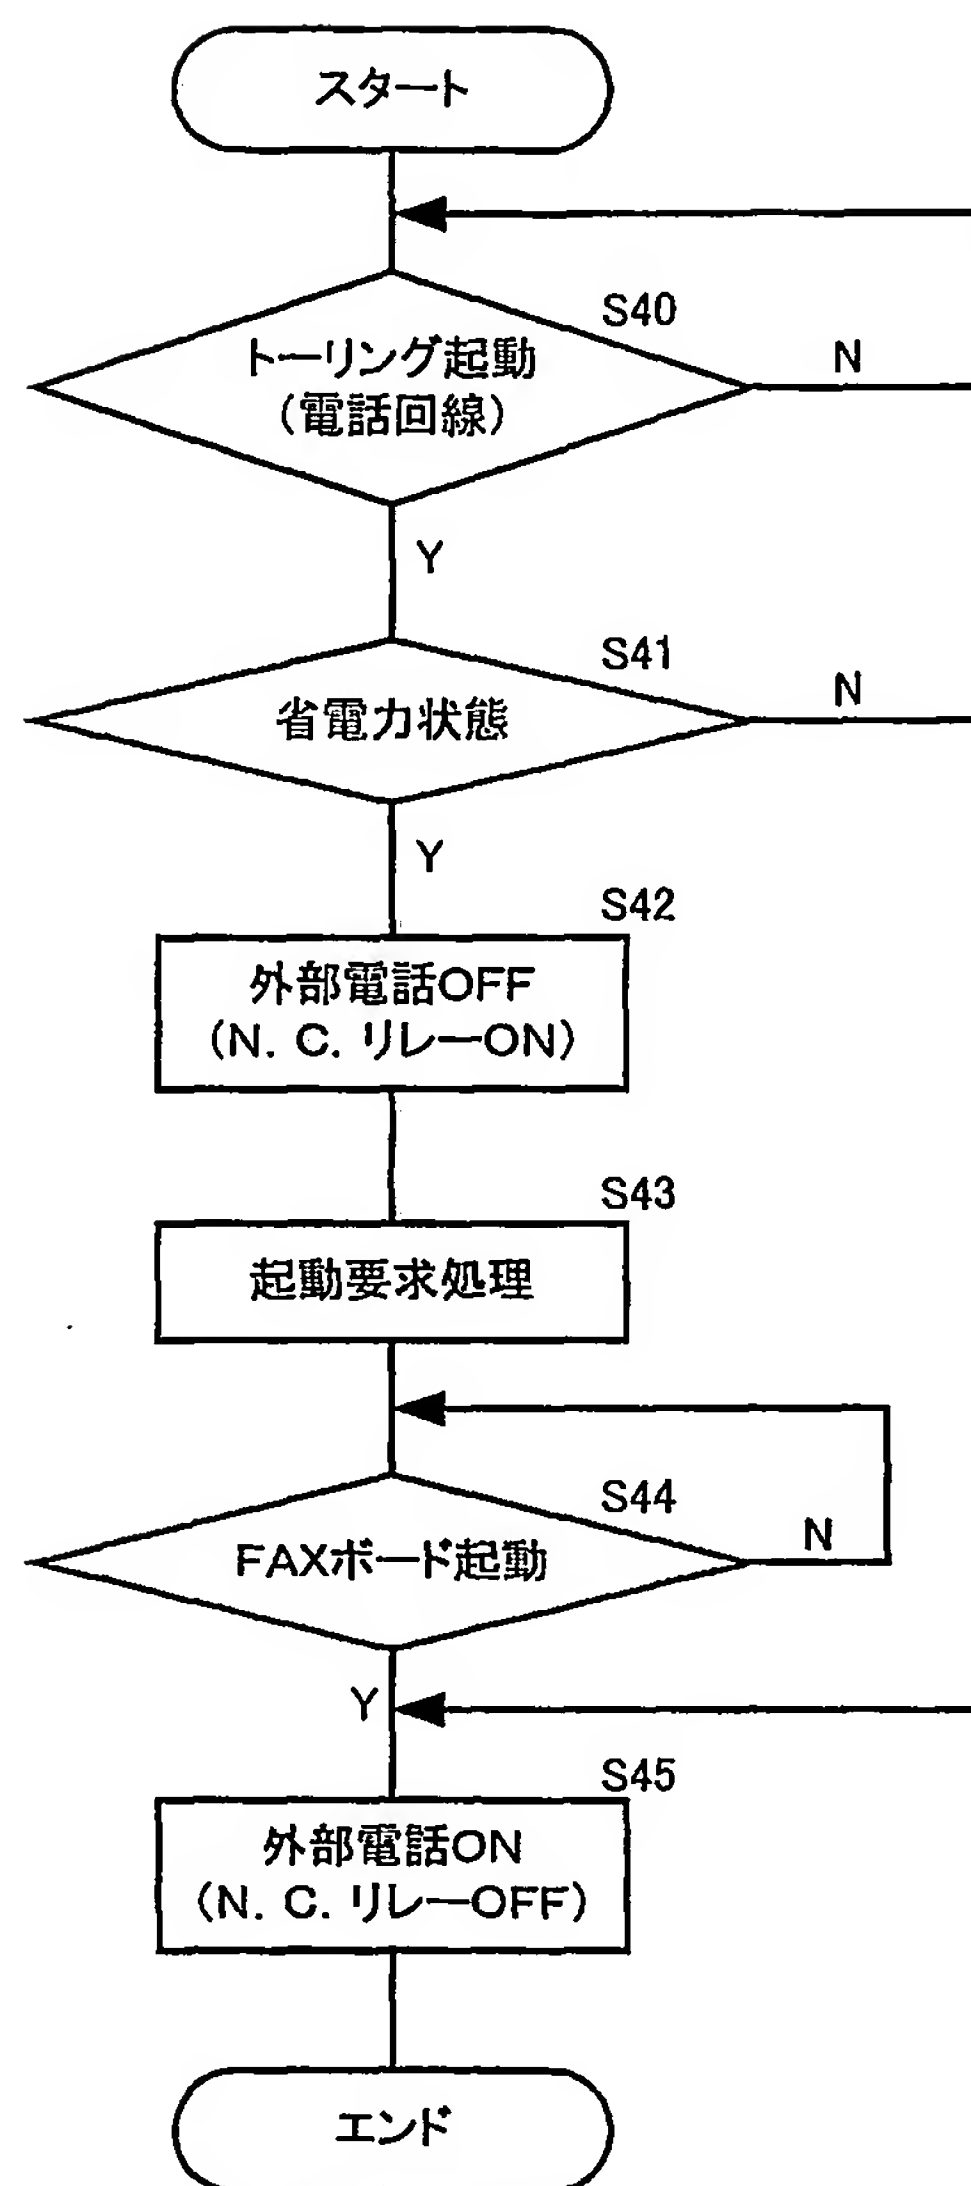 スタート
S40
トーリング起動
(電話回線)
N
Y
S41
省電力状態
N
Y
S42
外部電話OFF
(N. C. リレーON)
S43
起動要求処理
S44
FAXボード起動
N
Y
S45
外部電話ON
(N. C. リレーOFF)
エンド